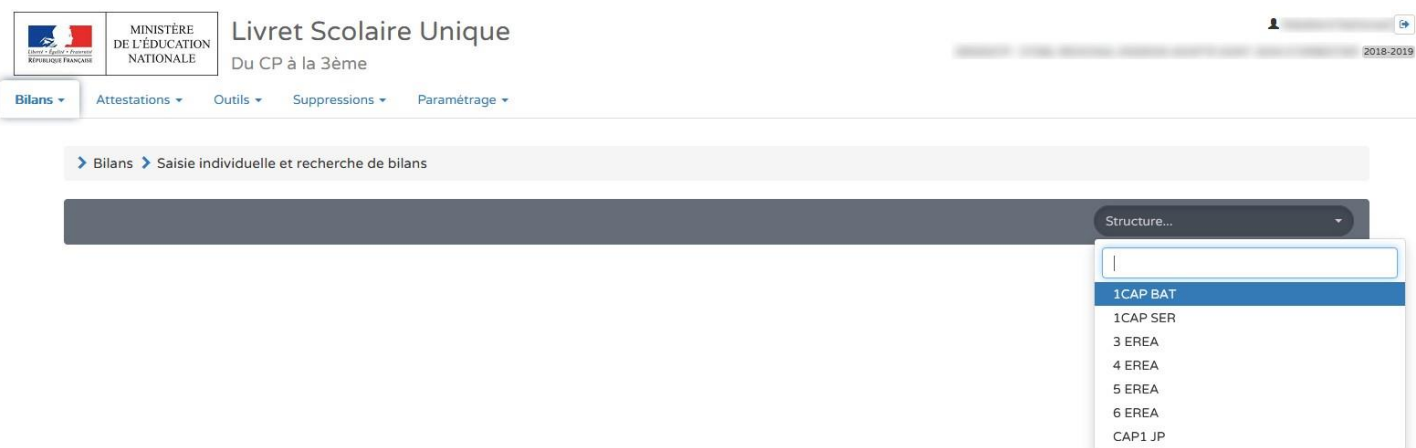 MINISTÈRE
DE L'ÉDUCATION
NATIONALE
Liberté • Égalité • Fraternité
RÉPUBLIQUE FRANÇAISE
Livret Scolaire Unique
Du CP à la 3ème
2018-2019
Bilans
Attestations
Outils
Suppressions
Paramétrage
Bilans
Saisie individuelle et recherche de bilans
Structure...
1CAP BAT
1CAP SER
3 EREA
4 EREA
5 EREA
6 EREA
CAP1 JP